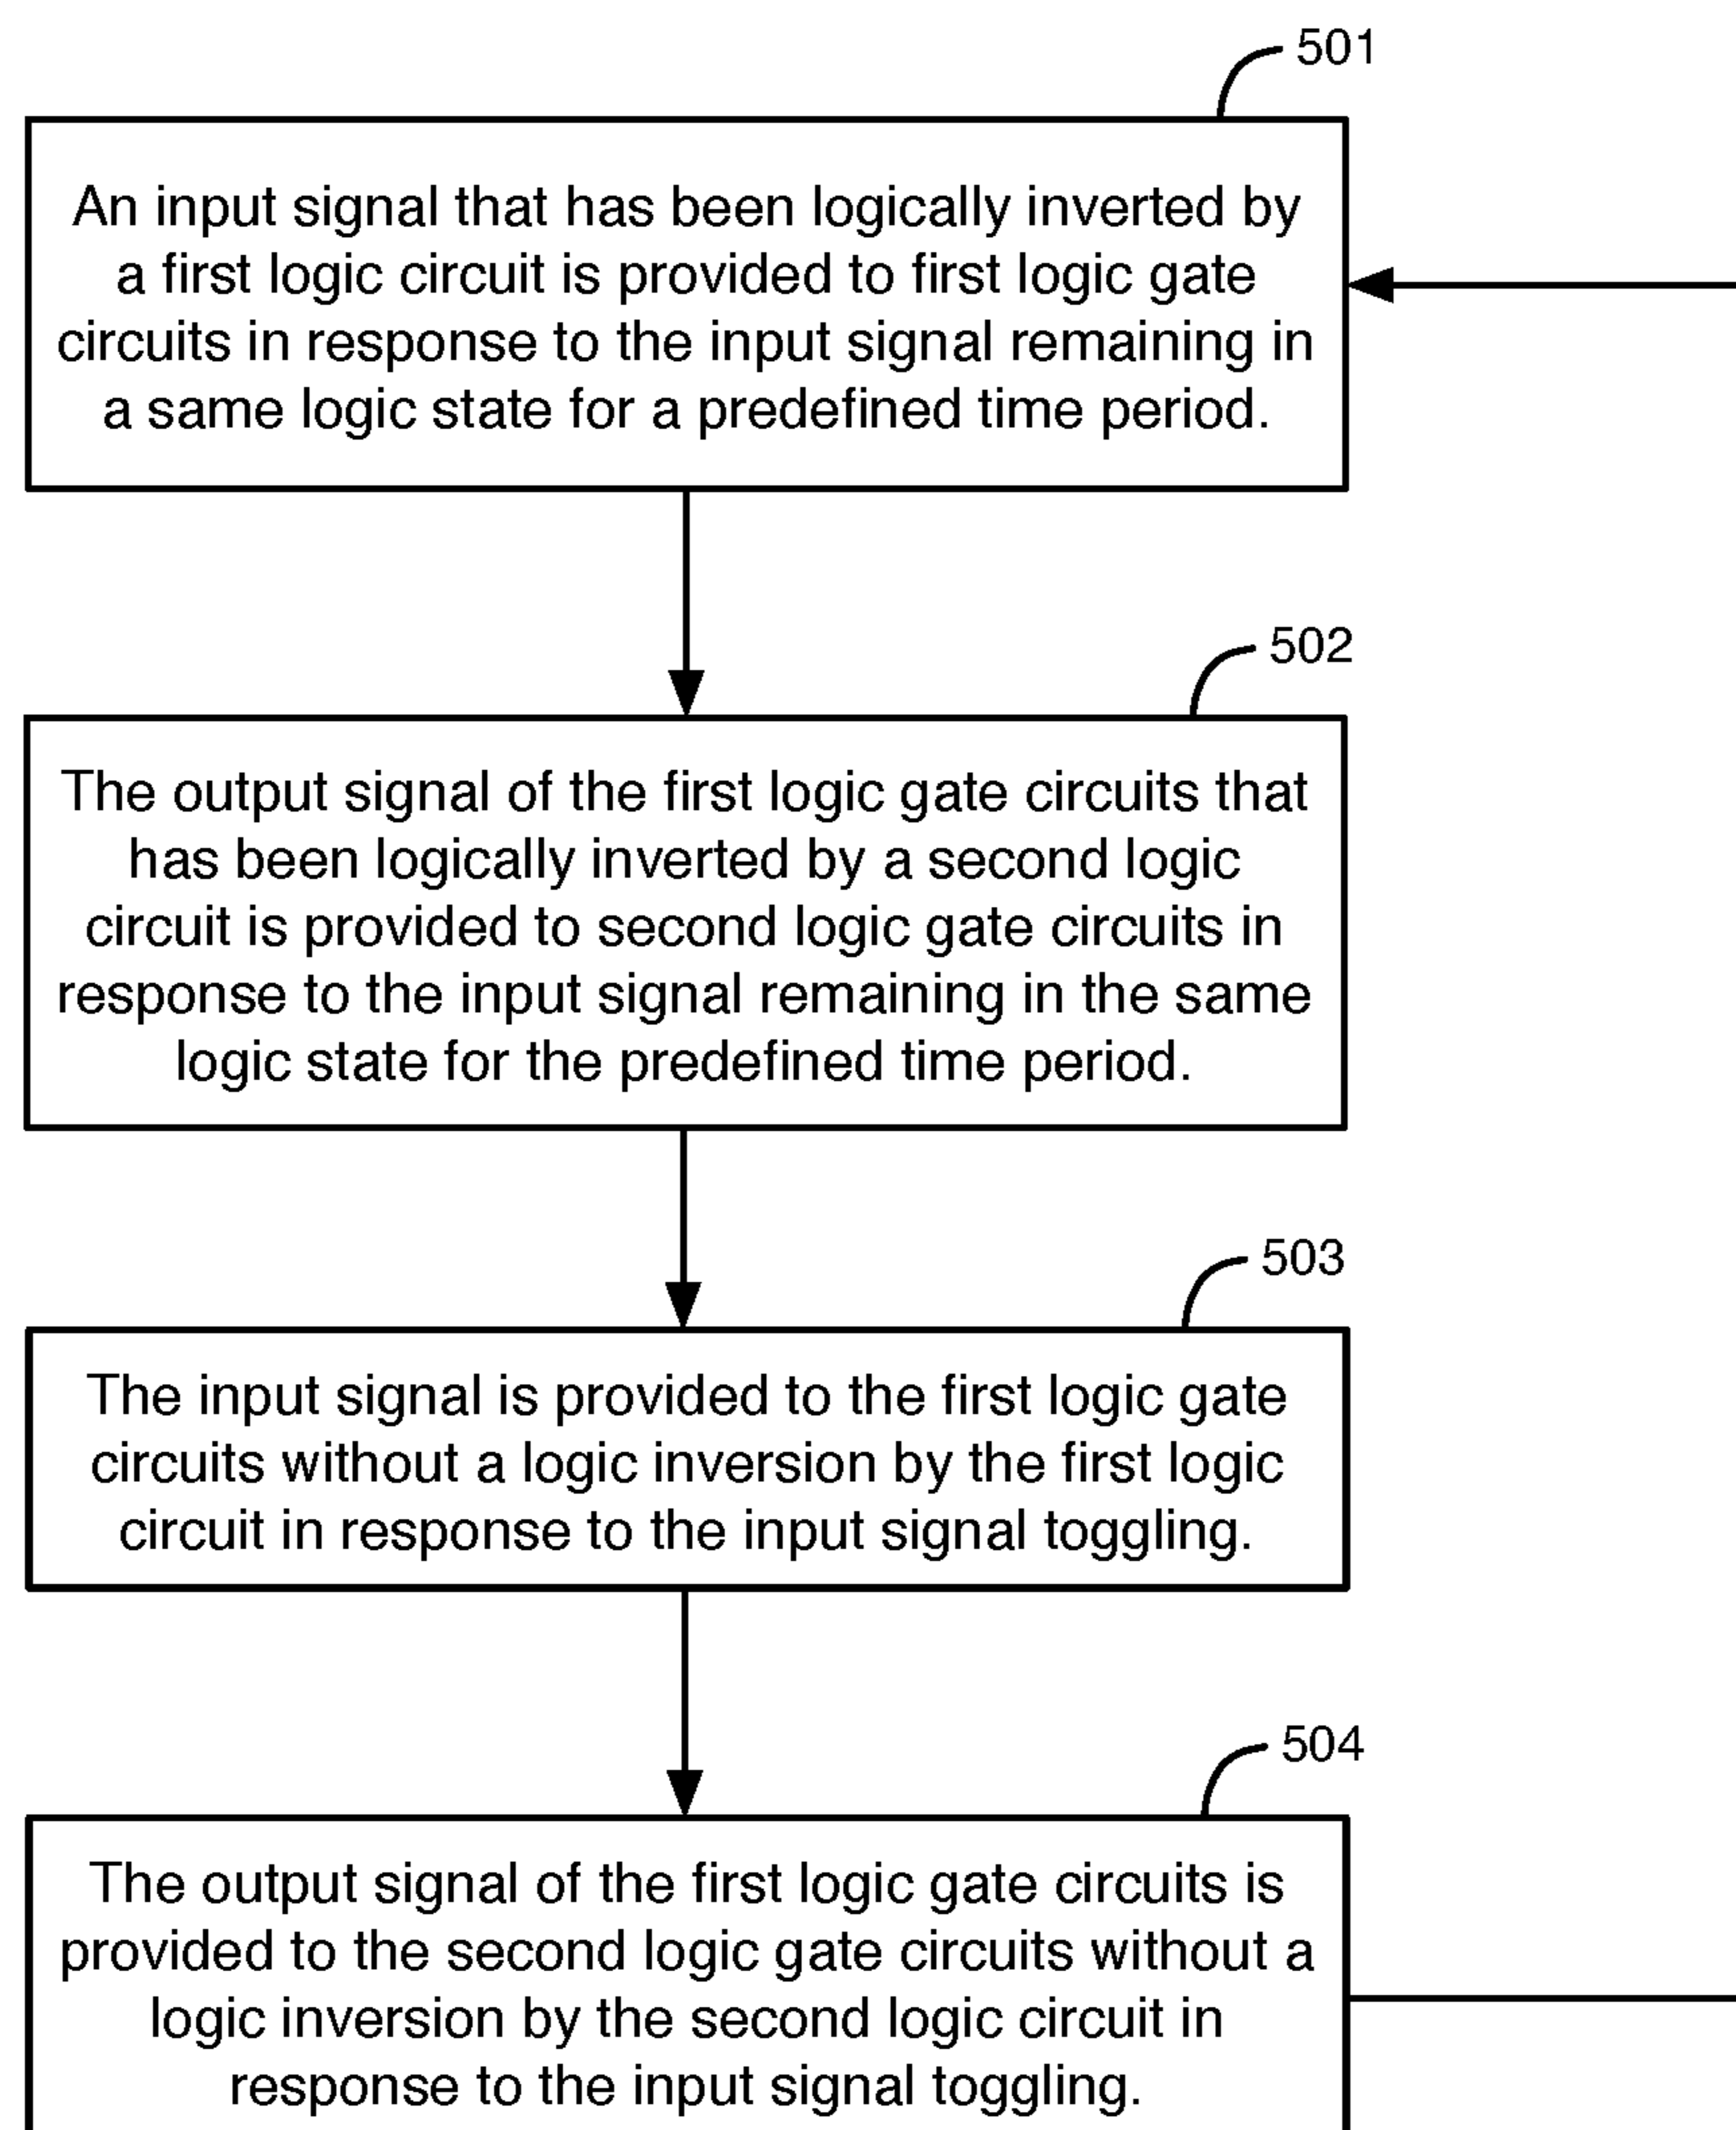 501
An input signal that has been logically inverted by
a first logic circuit is provided to first logic gate
circuits in response to the input signal remaining in
a same logic state for a predefined time period.
502
The output signal of the first logic gate circuits that
has been logically inverted by a second logic
circuit is provided to second logic gate circuits in
response to the input signal remaining in the same
logic state for the predefined time period.
503
The input signal is provided to the first logic gate
circuits without a logic inversion by the first logic
circuit in response to the input signal toggling.
504
The output signal of the first logic gate circuits is
provided to the second logic gate circuits without a
logic inversion by the second logic circuit in
response to the input signal toggling.